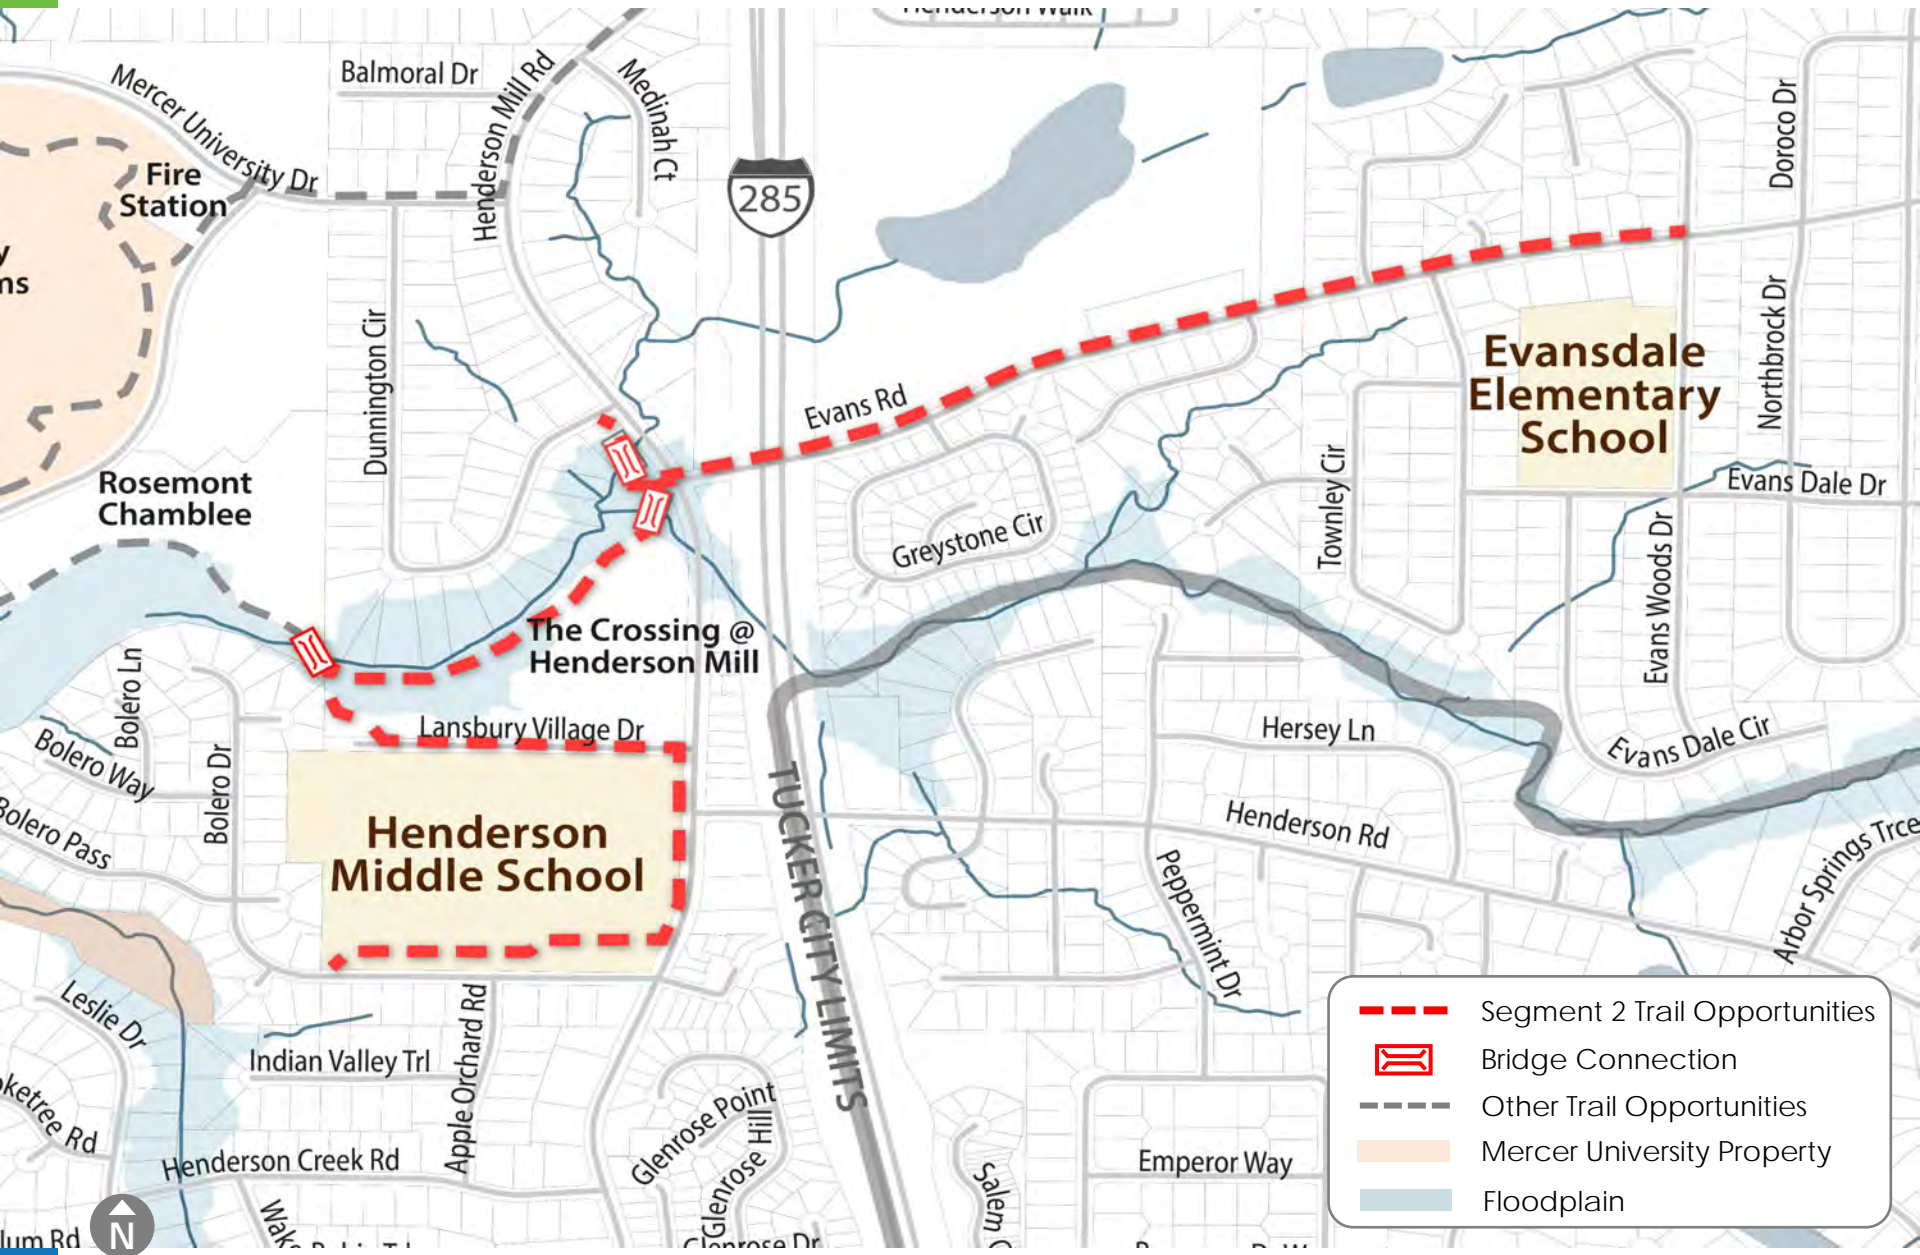 Henderson Walk
Balmoral Dr
Henderson Mill Rd
Medinah Ct
Mercer University Dr
Fire
Station
285
Doroco Dr
Dunnington Cir
Evans Rd
Northbrook Dr
Evansdale
Elementary
School
Rosemont
Chamblee
Townley Cir
Evans Dale Dr
Greystone Cir
Evans Woods Dr
The Crossing @
Henderson Mill
Bolero Ln
Lansbury Village Dr
Hersey Ln
Evans Dale Cir
Bolero Way
Bolero Dr
Bolero Pass
Henderson
Middle School
TUCKER CITY LIMITS
Henderson Rd
Peppermint Dr
Arbor Springs Trce
Leslie Dr
Apple Orchard Rd
Indian Valley Trl
Glenrose Point
Glenrose Hill
Henderson Creek Rd
Emperor Way
Salem
Glenrose Dr
N
Segment 2 Trail Opportunities
Bridge Connection
Other Trail Opportunities
Mercer University Property
Floodplain